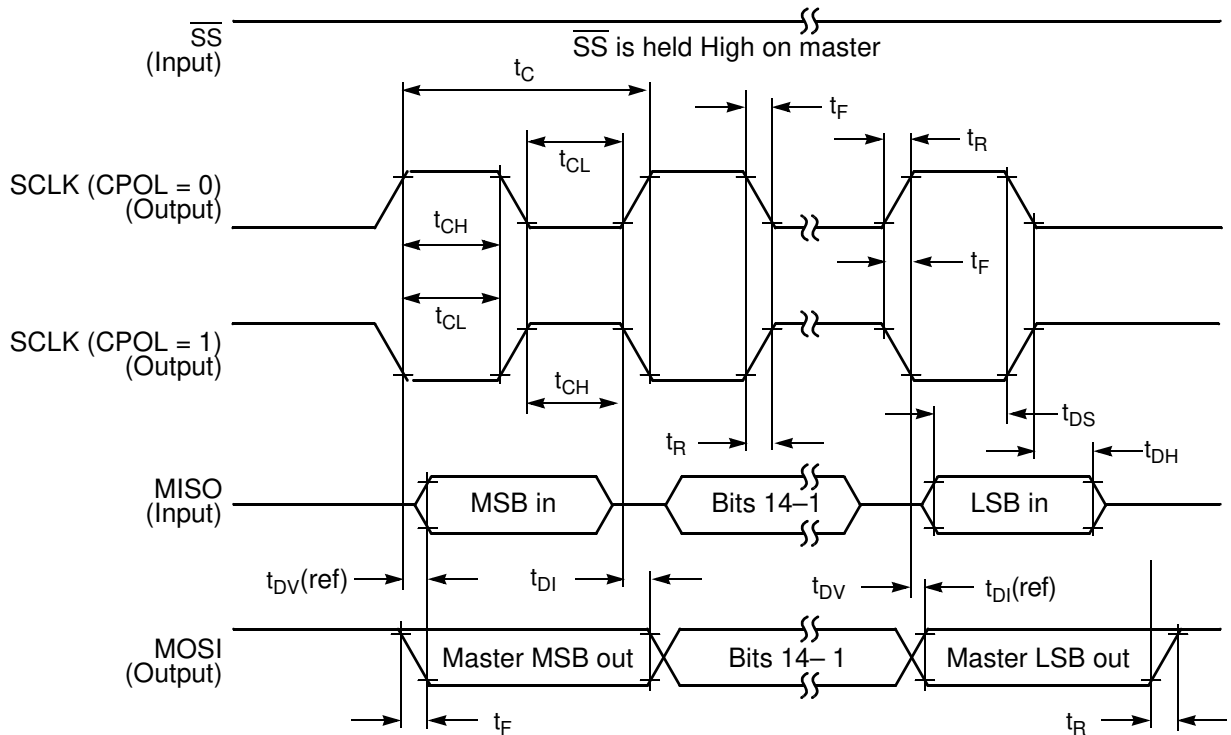 SS
(Input)
SS is held High on master
tC
tF
tR
tCL
SCLK (CPOL = 0)
(Output)
tCH
tF
tCL
SCLK (CPOL = 1)
(Output)
tCH
tDS
tR
tDH
MISO
(Input)
MSB in
Bits 14–1
LSB in
tDV(ref)
tDI
tDV
tDI(ref)
MOSI
(Output)
Master MSB out
Bits 14– 1
Master LSB out
tF
tR